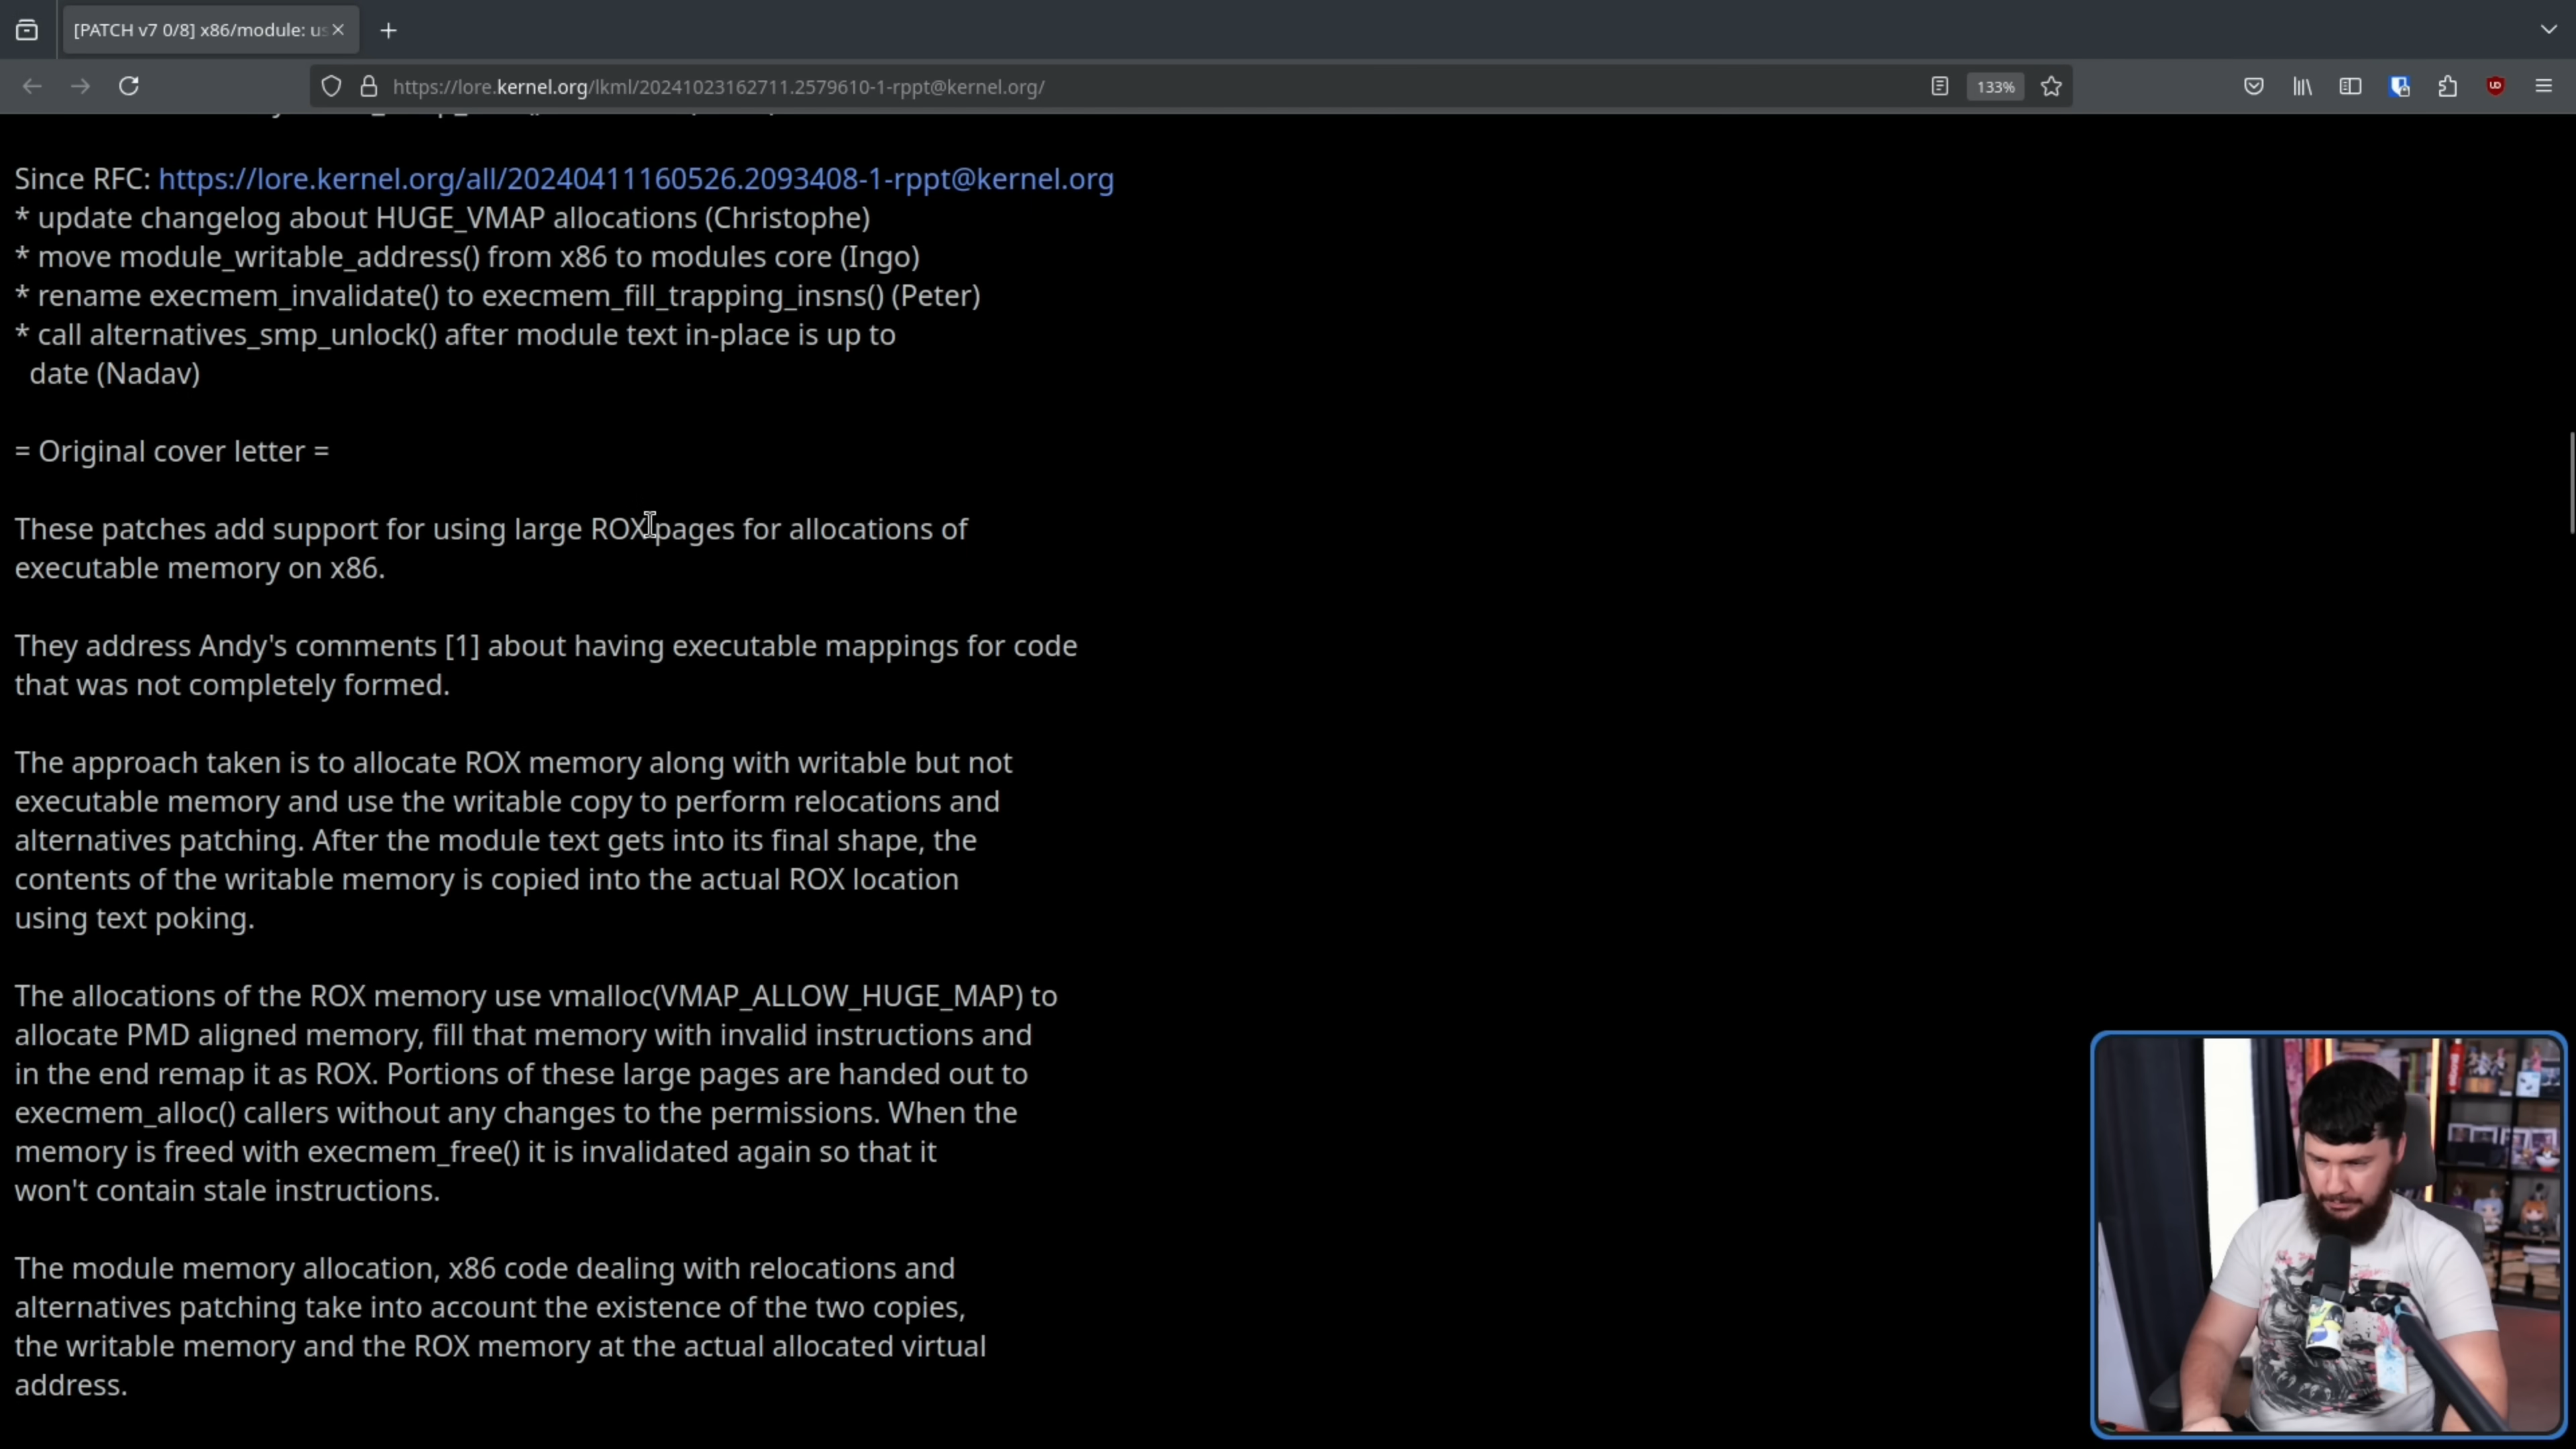 [PATCH v7 0/8] x86/module: us
https://lore.kernel.org/lkml/20241023162711.2579610-1-rppt@kernel.org/
133%
Since RFC: https://lore.kernel.org/all/20240411160526.2093408-1-rppt@kernel.org
* update changelog about HUGE_VMAP allocations (Christophe)
* move module_writable_address() from x86 to modules core (Ingo)
* rename execmem_invalidate() to execmem_fill_trapping_insns() (Peter)
* call alternatives_smp_unlock() after module text in-place is up to
date (Nadav)
= Original cover letter =
These patches add support for using large ROX pages for allocations of
executable memory on x86.
They address Andy's comments [1] about having executable mappings for code
that was not completely formed.
The approach taken is to allocate ROX memory along with writable but not
executable memory and use the writable copy to perform relocations and
alternatives patching. After the module text gets into its final shape, the
contents of the writable memory is copied into the actual ROX location
using text poking.
The allocations of the ROX memory use vmalloc(VMAP_ALLOW_HUGE_MAP) to
allocate PMD aligned memory, fill that memory with invalid instructions and
in the end remap it as ROX. Portions of these large pages are handed out to
execmem_alloc() callers without any changes to the permissions. When the
memory is freed with execmem_free() it is invalidated again so that it
won't contain stale instructions.
The module memory allocation, x86 code dealing with relocations and
alternatives patching take into account the existence of the two copies,
the writable memory and the ROX memory at the actual allocated virtual
address.